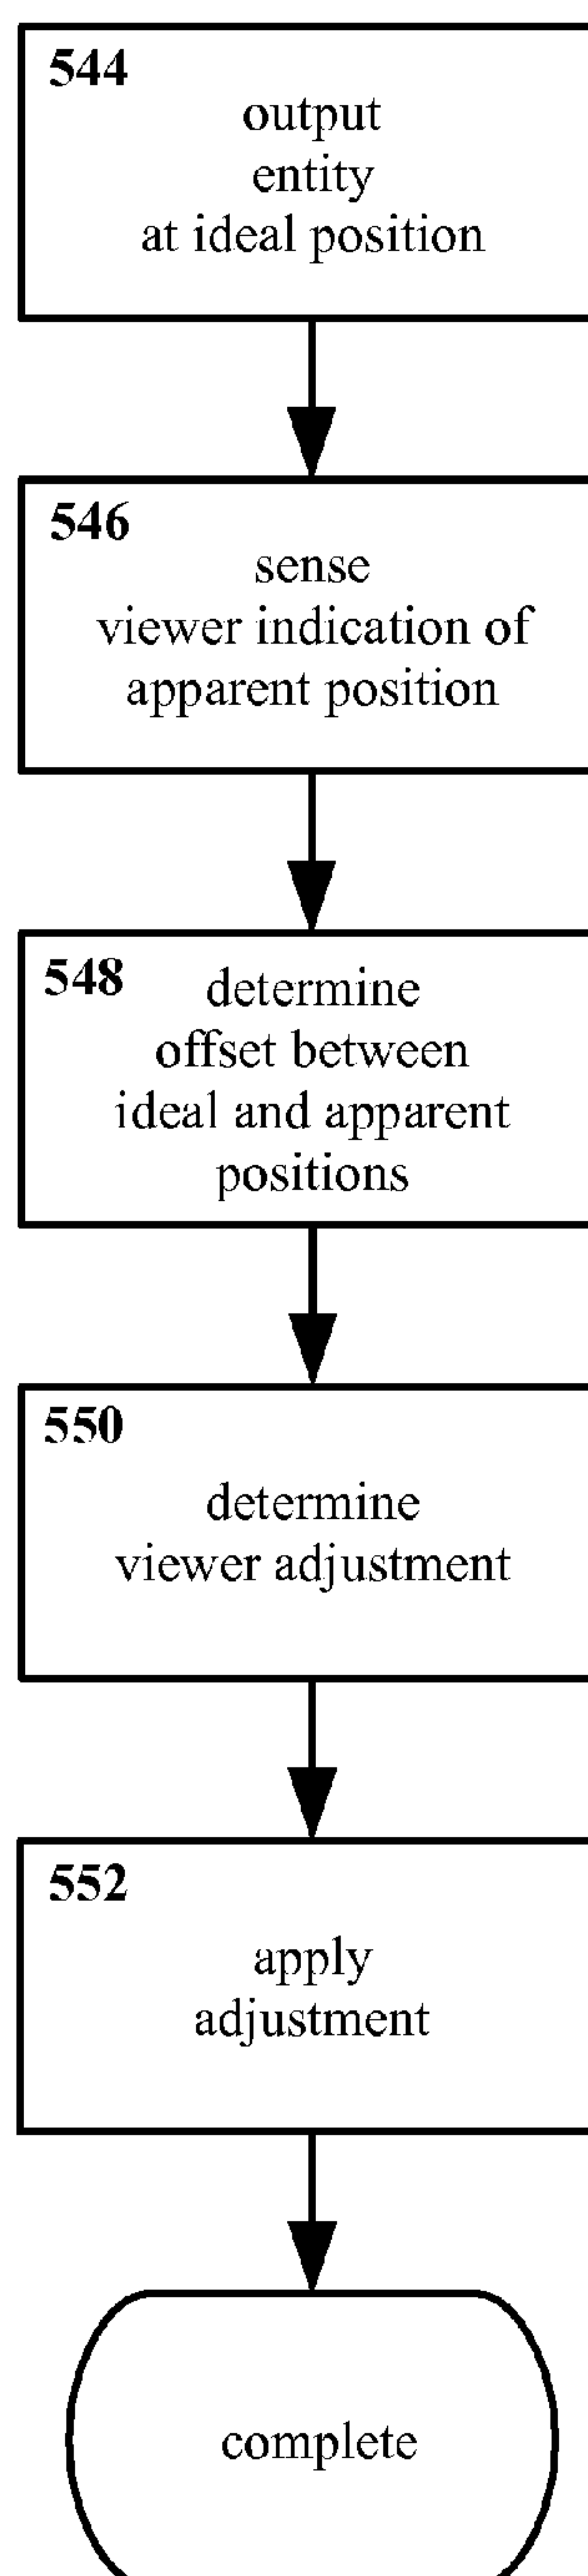 544
output
entity
at ideal position
546
sense
viewer indication of
apparent position
548
determine
offset between
ideal and apparent
positions
550
determine
viewer adjustment
552
apply
adjustment
complete